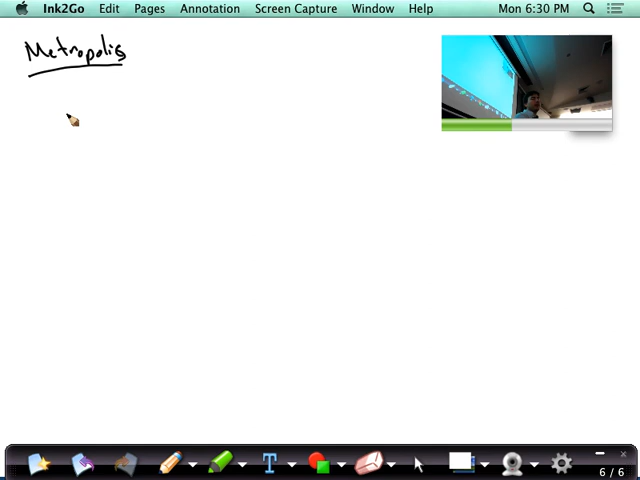 Ink2Go Edit Pages Annotation Screen Capture Window Help Mon 6:30 PM
Metropolis
T
6 / 6